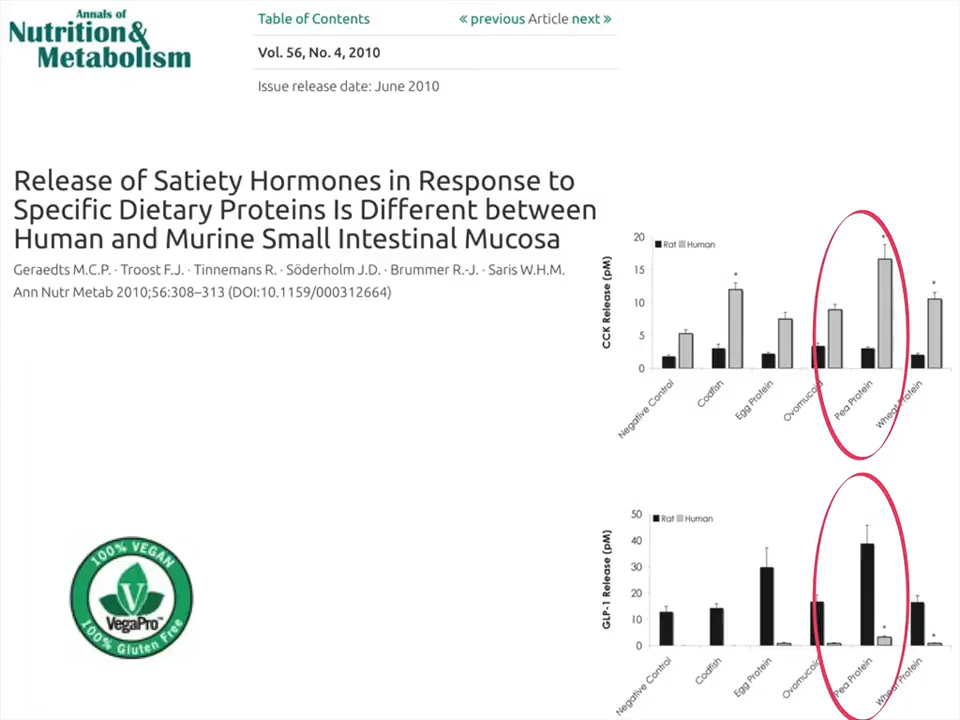 Annals of
Nutrition&
Metabolism
Table of Contents
« previous Article next »
Vol. 56, No. 4, 2010
Issue release date: June 2010
Release of Satiety Hormones in Response to
Specific Dietary Proteins Is Different between
Human and Murine Small Intestinal Mucosa
Geraedts M.C.P. · Troost F.J. · Tinnemans R. · Söderholm J.D. · Brummer R.-J. · Saris W.H.M.
Ann Nutr Metab 2010;56:308–313 (DOI:10.1159/000312664)
CCK Release (pM)
20
15
10
5
0
Rat Human
*
*
*
Negative Control
Codfish
Egg Protein
Ovomucoid
Pea Protein
Wheat Protein
GLP-1 Release (pM)
50
40
30
20
10
0
Rat Human
*
*
Negative Control
Codfish
Egg Protein
Ovomucoid
Pea Protein
Wheat Protein
100% VEGAN
V
VegaPro™
100% Gluten Free